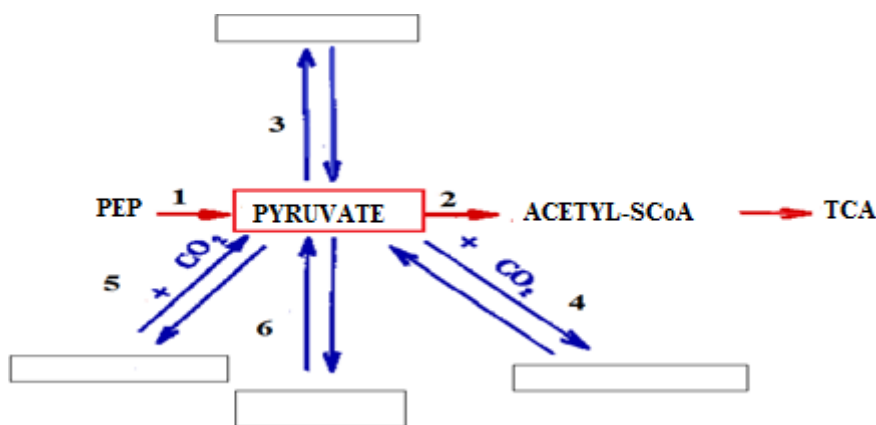 3
PEP 1 PYRUVATE 2 ACETYL-SCoA TCA
5 + CO₂ + CO₂ 4
6